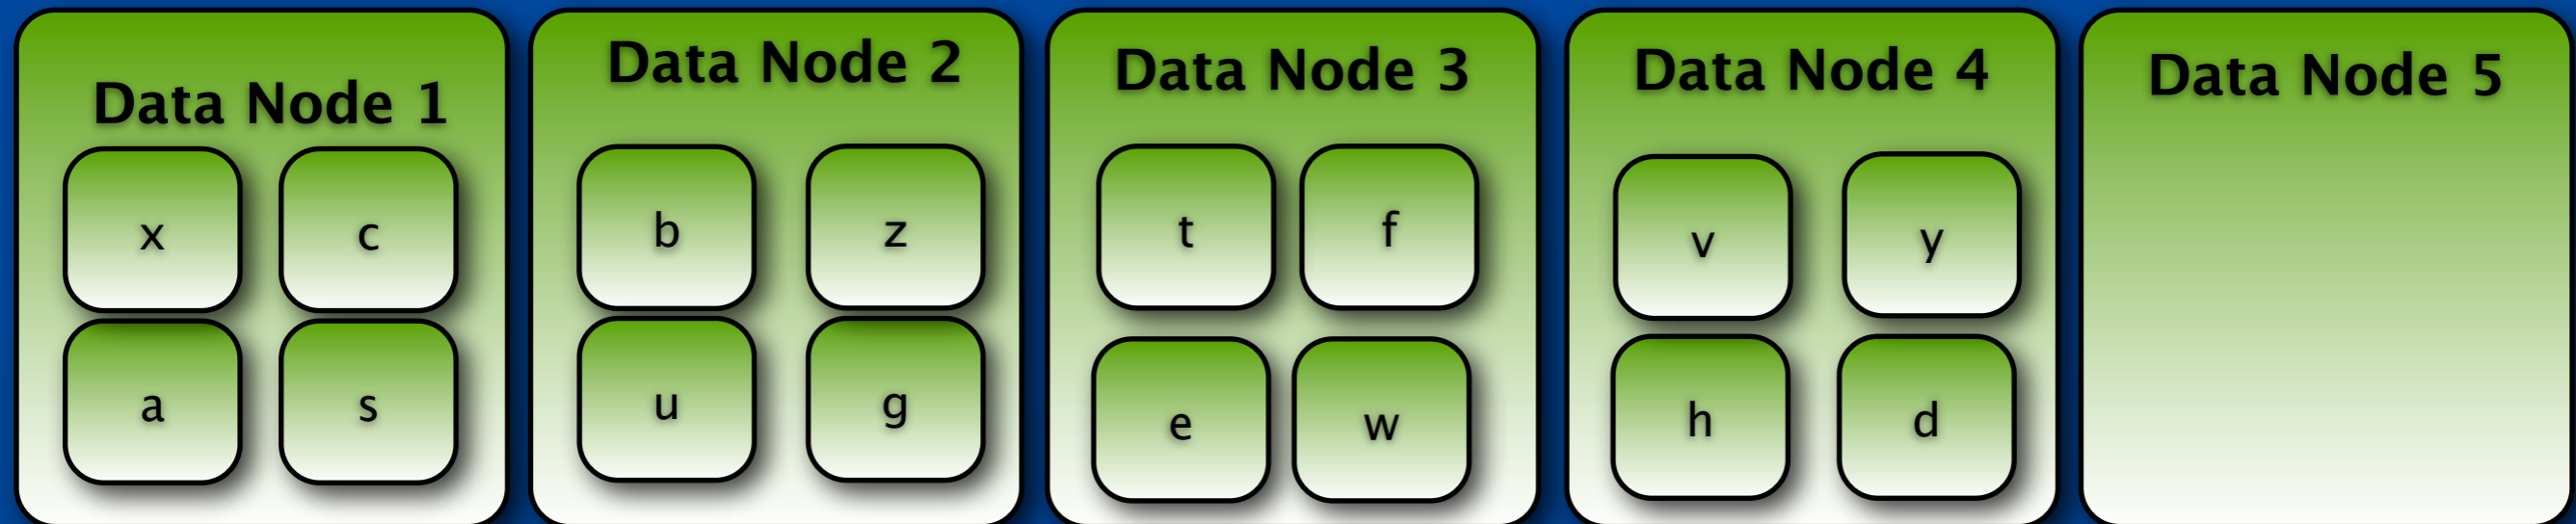 Data Node 1
x c
a s
Data Node 2
b z
u g
Data Node 3
t f
e w
Data Node 4
v y
h d
Data Node 5